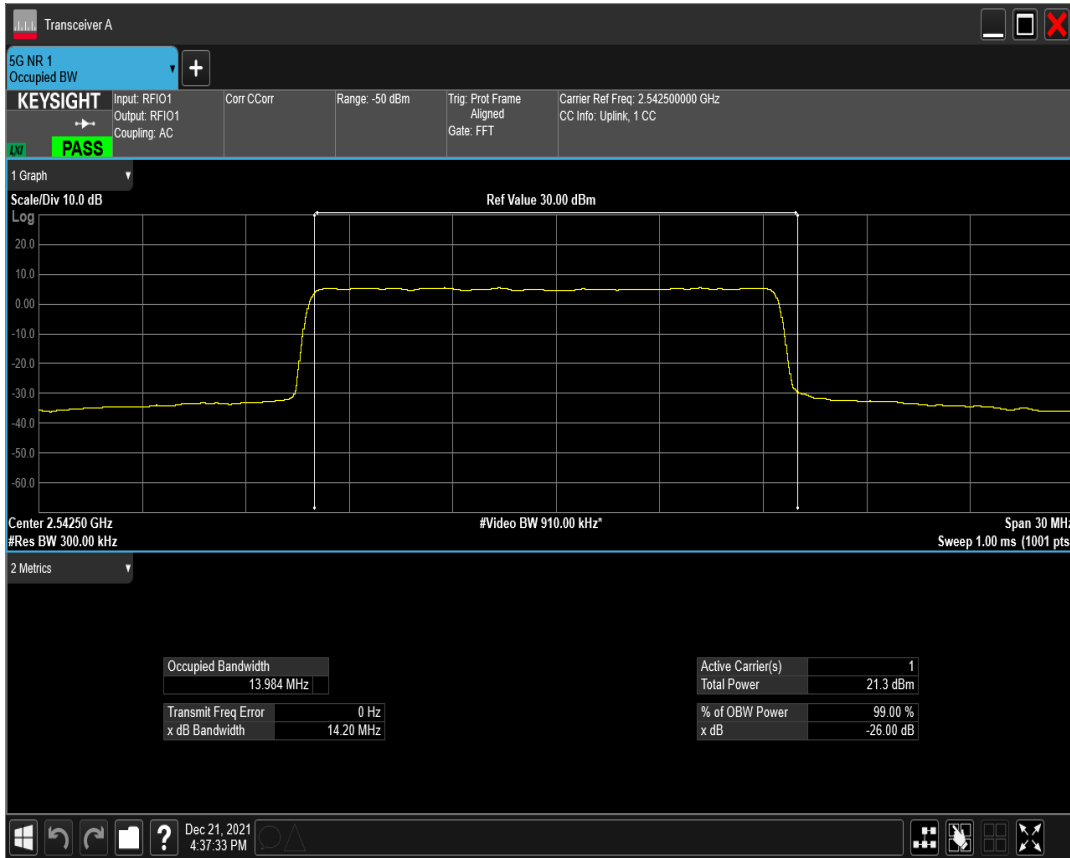 Transceiver A
5G NR 1
Occupied BW
KEYSIGHT
LXI
PASS
Input: RFIO1
Output: RFIO1
Coupling: AC
Corr CCorr
Range: -50 dBm
Trig: Prot Frame
Aligned
Gate: FFT
Carrier Ref Freq: 2.542500000 GHz
CC Info: Uplink, 1 CC
1 Graph
Scale/Div 10.0 dB
Ref Value 30.00 dBm
Log
20.0
10.0
0.00
-10.0
-20.0
-30.0
-40.0
-50.0
-60.0
Center 2.54250 GHz
#Video BW 910.00 kHz*
Span 30 MHz
#Res BW 300.00 kHz
Sweep 1.00 ms (1001 pts
2 Metrics
Occupied Bandwidth
13.984 MHz
Transmit Freq Error 0 Hz
x dB Bandwidth 14.20 MHz
Active Carrier(s) 1
Total Power 21.3 dBm
% of OBW Power 99.00 %
x dB -26.00 dB
?
Dec 21, 2021
4:37:33 PM